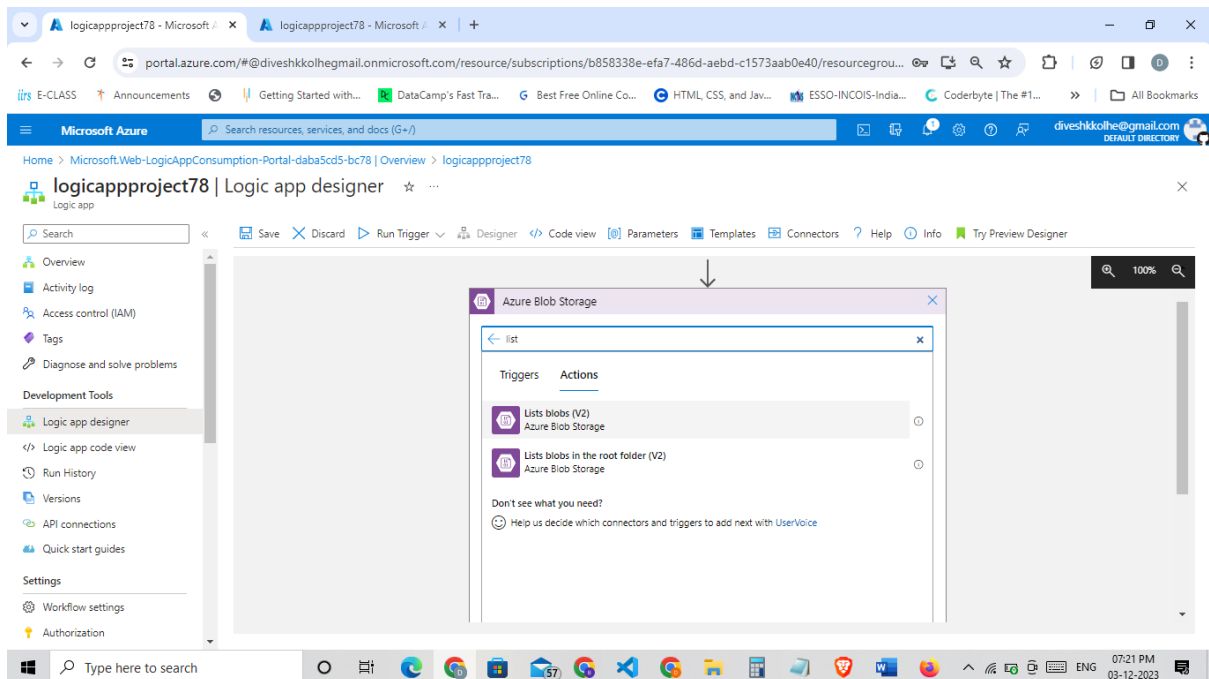 logicappproject78 - Microsoft A
logicappproject78 - Microsoft A
portal.azure.com/#@diveshkkolhegmail.onmicrosoft.com/resource/subscriptions/b858338e-efa7-486d-aebd-c1573aab0e40/resourcegrou...
D
iirs E-CLASS
Announcements
Getting Started with...
DataCamp's Fast Tra...
Best Free Online Co...
HTML, CSS, and Jav...
ESSO-INCOIS-India...
Coderbyte | The #1...
All Bookmarks
Microsoft Azure
Search resources, services, and docs (G+/)
1
diveshkkolhe@gmail.com
DEFAULT DIRECTORY
Home > Microsoft.Web-LogicAppConsumption-Portal-daba5cd5-bc78 | Overview > logicappproject78
logicappproject78 | Logic app designer
Logic app
Search
Save
Discard
Run Trigger
Designer
Code view
Parameters
Templates
Connectors
Help
Info
Try Preview Designer
Overview
Activity log
Access control (IAM)
Tags
Diagnose and solve problems
Development Tools
Logic app designer
Logic app code view
Run History
Versions
API connections
Quick start guides
Settings
Workflow settings
Authorization
100%
Azure Blob Storage
list
Triggers
Actions
Lists blobs (V2)
Azure Blob Storage
Lists blobs in the root folder (V2)
Azure Blob Storage
Don't see what you need?
Help us decide which connectors and triggers to add next with UserVoice
Type here to search
57
ENG
07:21 PM
03-12-2023